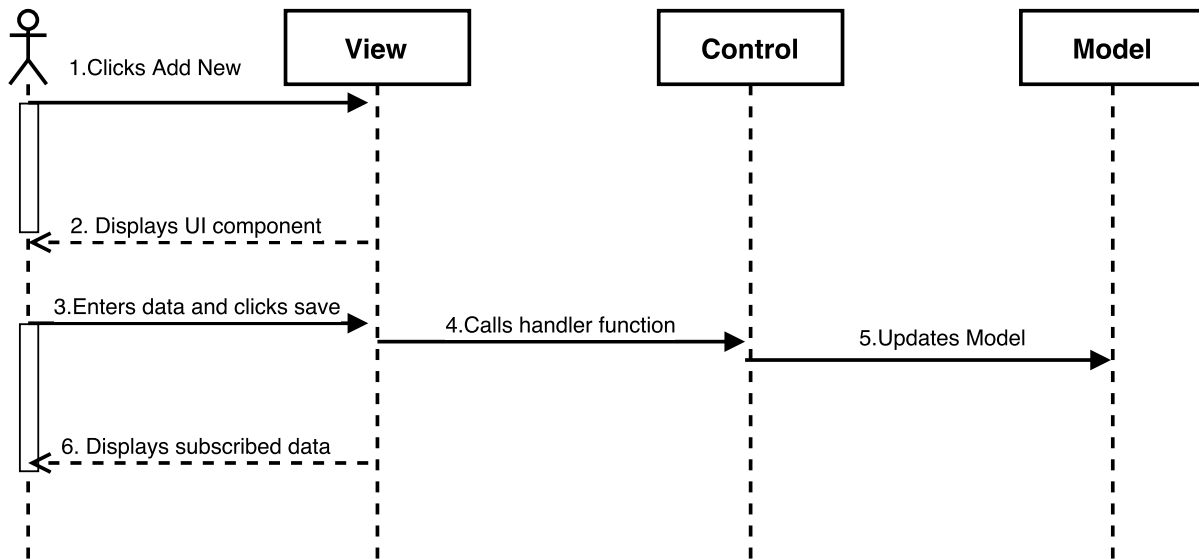 View
Control
Model
1.Clicks Add New
2. Displays UI component
3.Enters data and clicks save
4.Calls handler function
5.Updates Model
6. Displays subscribed data